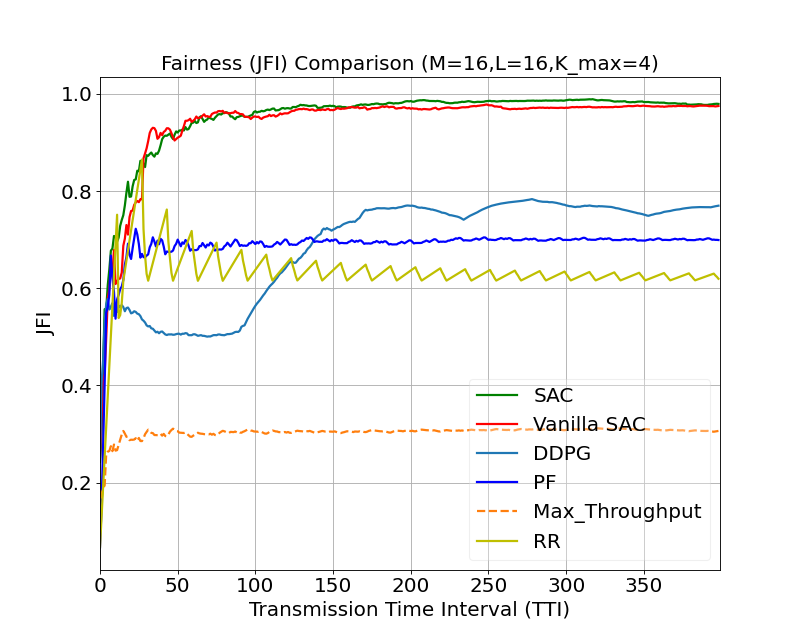 Fairness (JFI) Comparison (M=16,L=16,K_max=4)
1.0
0.8
0.6
0.4
0.2
JFI
SAC
Vanilla SAC
DDPG
PF
Max_Throughput
RR
0 50 100 150 200 250 300 350
Transmission Time Interval (TTI)